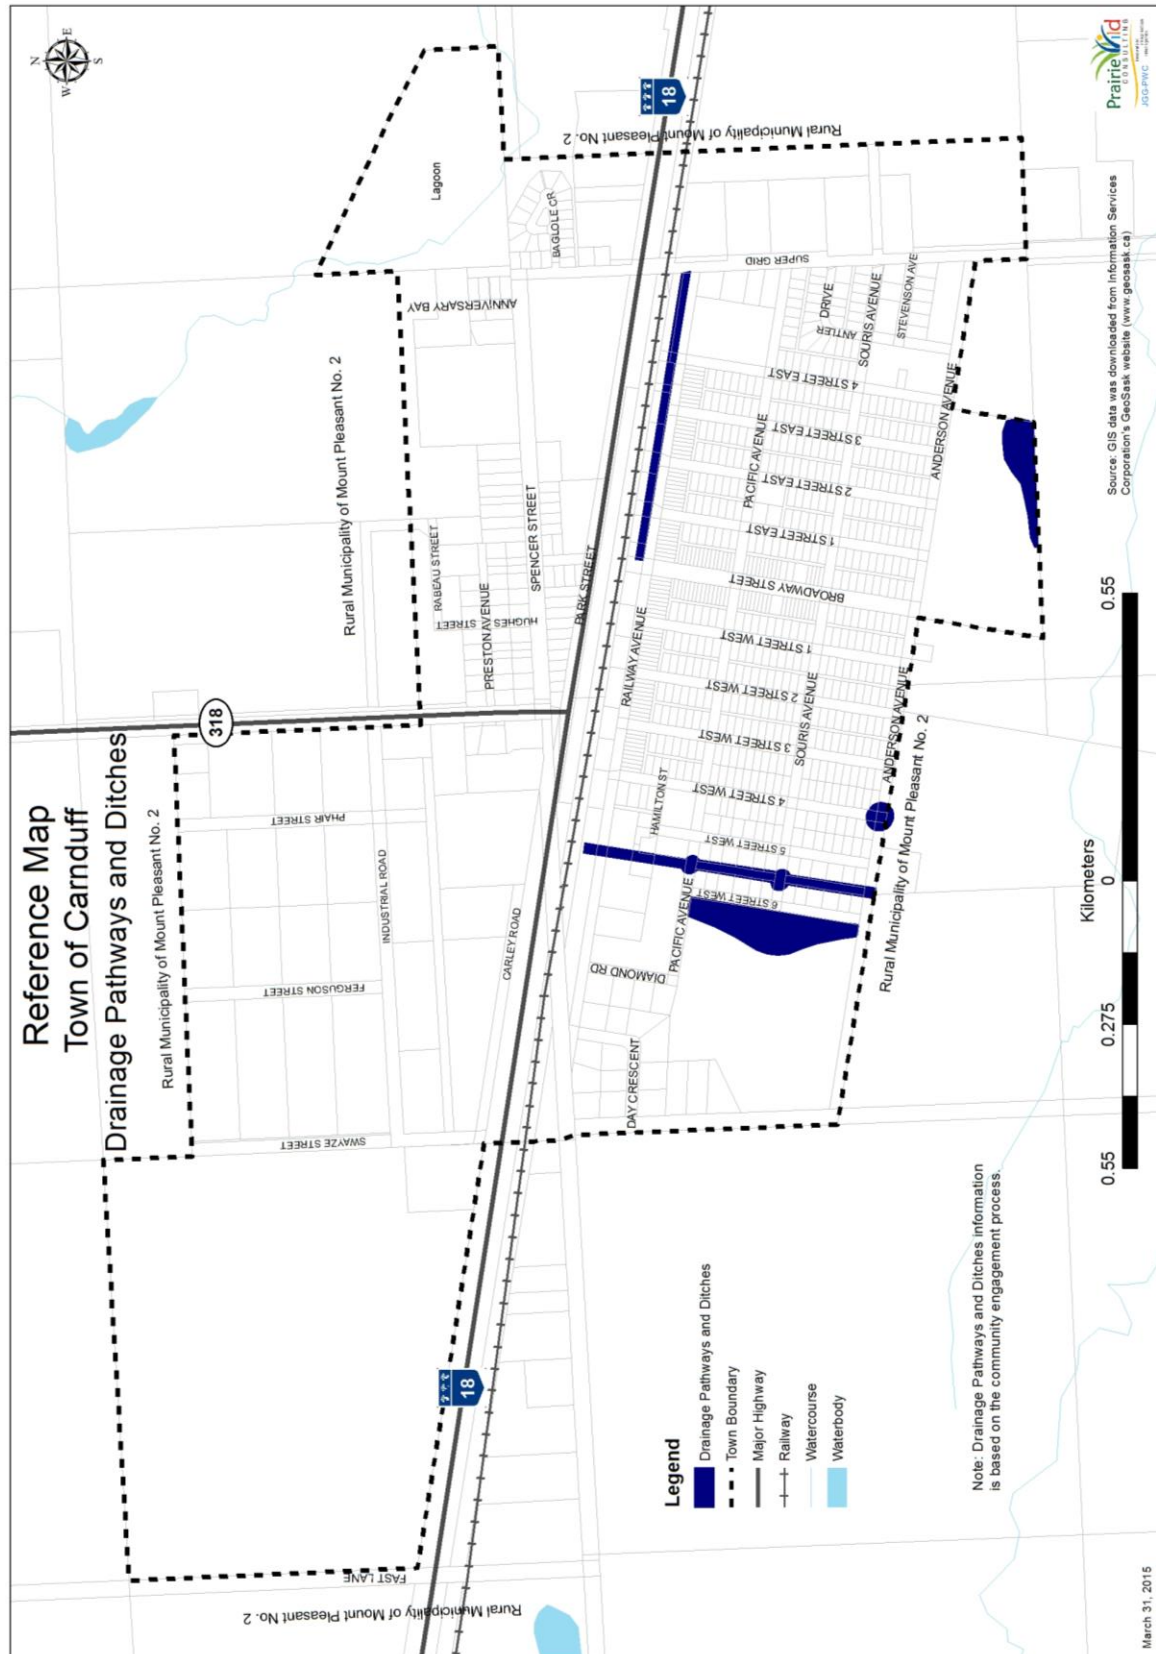 Reference Map
Town of Carnduff
Drainage Pathways and Ditches
N
E
S
W
Rural Municipality of Mount Pleasant No. 2
Rural Municipality of Mount Pleasant No. 2
Rural Municipality of Mount Pleasant No. 2
Rural Municipality of Mount Pleasant No. 2
Rural Municipality of Mount Pleasant No. 2
318
18
18
Lagoon
FAST LANE
SWAYZE STREET
FERGUSON STREET
PHAIR STREET
INDUSTRIAL ROAD
CARLEY ROAD
RABEAU STREET
HUGHES STREET
PRESTON AVENUE
SPENCER STREET
PARK STREET
ANNIVERSARY BAY
BAGLOLE CR
SUPER GRID
RAILWAY AVENUE
HAMILTON ST
DAY CRESCENT
DIAMOND RD
PACIFIC AVENUE
PACIFIC AVENUE
6 STREET WEST
5 STREET WEST
4 STREET WEST
3 STREET WEST
2 STREET WEST
1 STREET WEST
BROADWAY STREET
1 STREET EAST
2 STREET EAST
3 STREET EAST
4 STREET EAST
ANTLER
DRIVE
SOURIS AVENUE
SOURIS AVENUE
STEVENSON AVE
ANDERSON AVENUE
ANDERSON AVENUE
Legend
Drainage Pathways and Ditches
Town Boundary
Major Highway
Railway
Watercourse
Waterbody
Note: Drainage Pathways and Ditches information
is based on the community engagement process.
0.55
0.275
0
0.55
Kilometers
Source: GIS data was downloaded from Information Services
Corporation's GeoSask website (www.geosask.ca)
Prairie Wild
CONSULTING
JGG-PWC
March 31, 2015